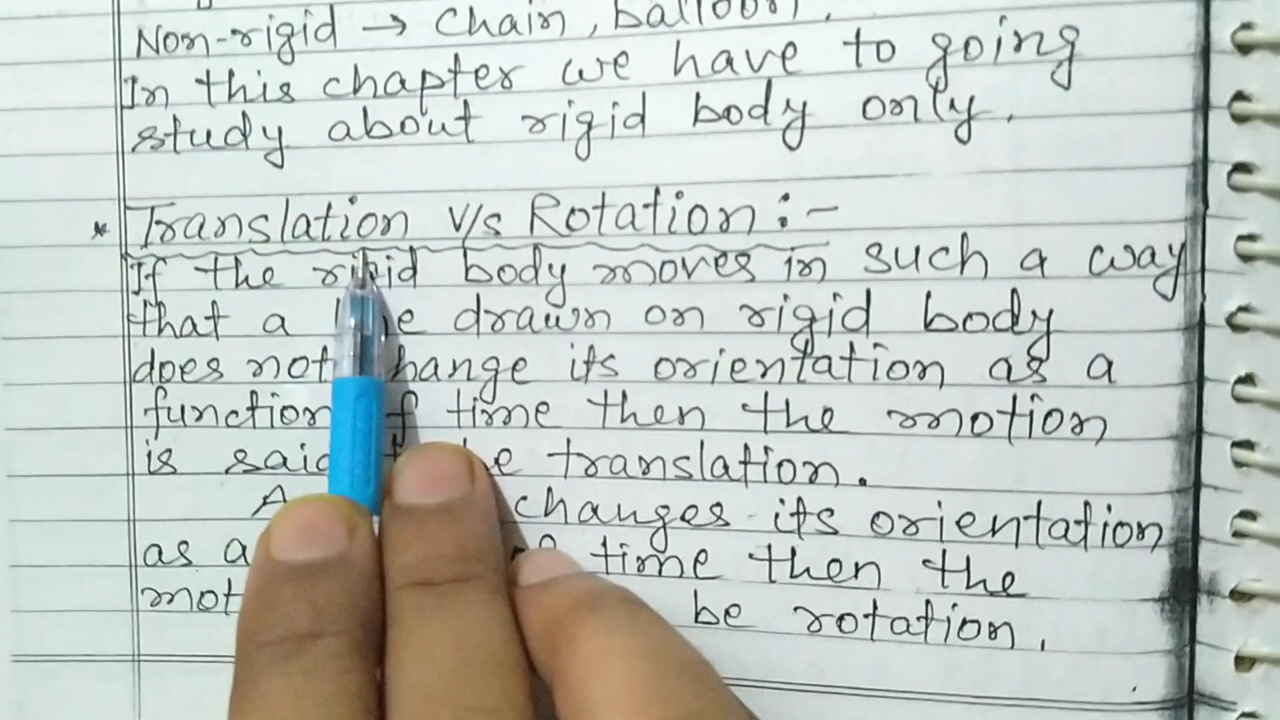 Non-rigid → Chain, balloon.
In this chapter we have to going
study about rigid body only.
* Translation v/s Rotation :-
If the rigid body moves in such a way
that a drawn on rigid body
does not change its orientation as a
function of time then the motion
is said be translation.
changes its orientation
as a time then the
be rotation.